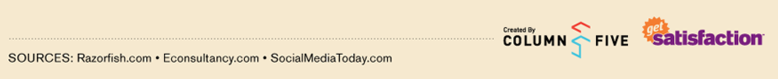 Created By
COLUMN FIVE
get
satisfaction
SOURCES: Razorfish.com • Econsultancy.com • SocialMediaToday.com